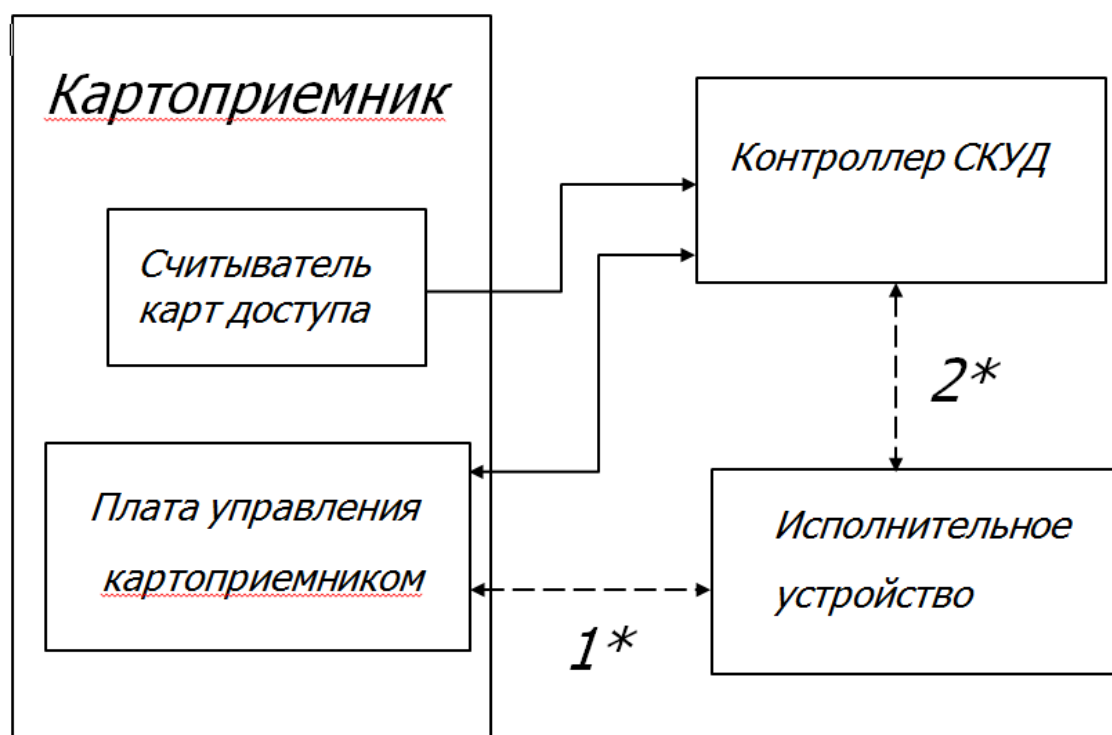 Картоприемник
Контроллер СКУД
Считыватель
карт доступа
2*
Плата управления
картоприемником
Исполнительное
устройство
1*